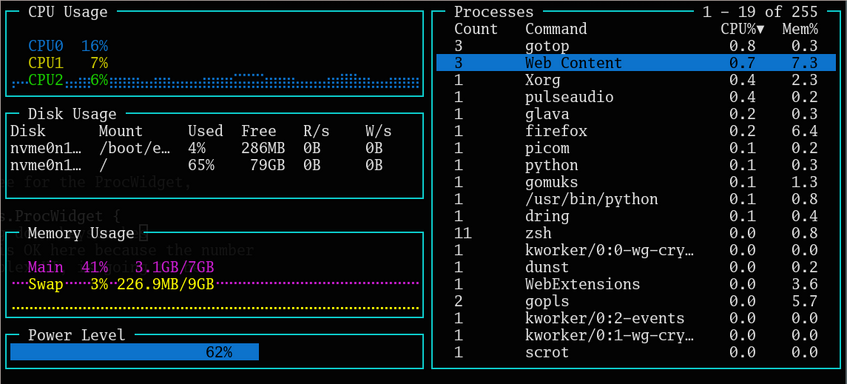 CPU Usage
CPU0 16%
CPU1 7%
CPU2 6%
Disk Usage
Disk Mount Used Free R/s W/s
nvme0n1… /boot/e… 4% 286MB 0B 0B
nvme0n1… / 65% 79GB 0B 0B
e for the ProcWidget,
s.ProcWidget {
Memory Usage
s OK here because the number
Main 41% 3.1GB/7GB
Swap 3% 226.9MB/9GB
Power Level
62%
Processes 1 - 19 of 255
Count Command CPU%▼ Mem%
3 gotop 0.8 0.3
3 Web Content 0.7 7.3
1 Xorg 0.4 2.3
1 pulseaudio 0.4 0.2
1 glava 0.2 0.3
1 firefox 0.2 6.4
1 picom 0.1 0.2
1 python 0.1 0.3
1 gomuks 0.1 1.3
1 /usr/bin/python 0.1 0.8
1 dring 0.1 0.4
11 zsh 0.0 0.8
1 kworker/0:0-wg-cry… 0.0 0.0
1 dunst 0.0 0.2
1 WebExtensions 0.0 3.6
2 gopls 0.0 5.7
1 kworker/0:2-events 0.0 0.0
1 kworker/0:1-wg-cry… 0.0 0.0
1 scrot 0.0 0.0